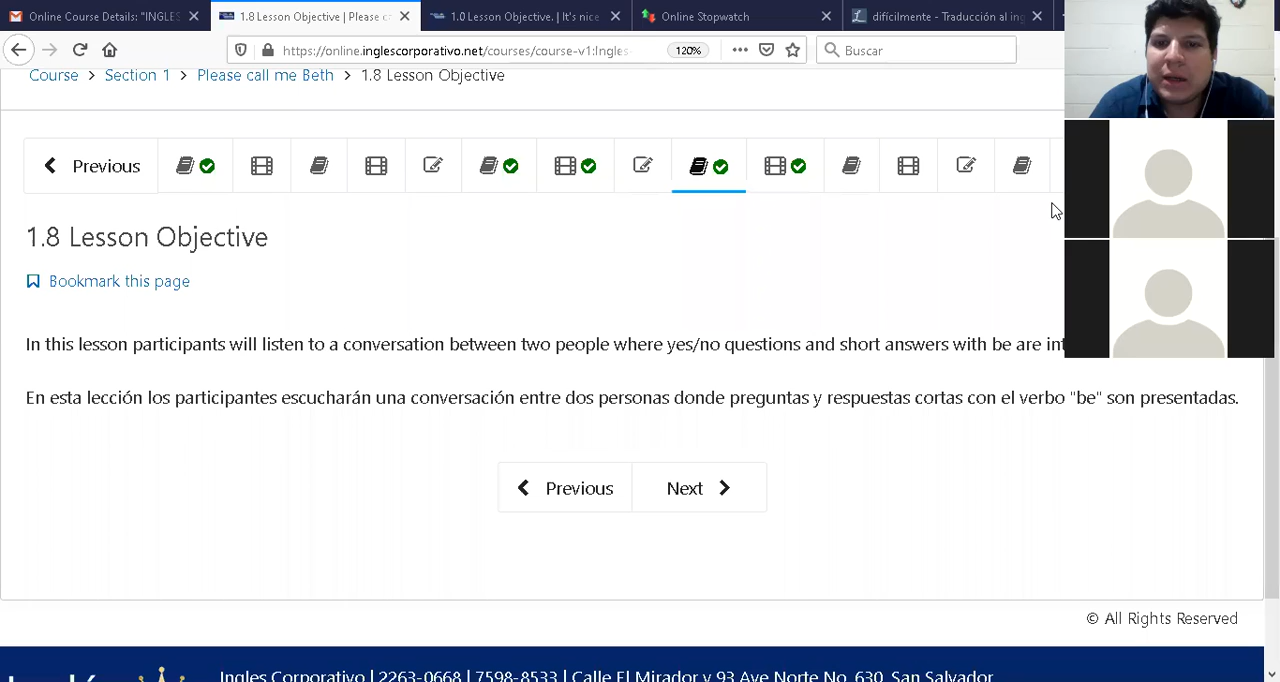 Online Course Details: "INGLES
1.8 Lesson Objective | Please c
1.0 Lesson Objective. | It's nice
Online Stopwatch
difícilmente - Traducción al ing
https://online.inglescorporativo.net/courses/course-v1:Ingles
120%
Buscar
Course > Section 1 > Please call me Beth > 1.8 Lesson Objective
Previous
1.8 Lesson Objective
Bookmark this page
In this lesson participants will listen to a conversation between two people where yes/no questions and short answers with be are in
En esta lección los participantes escucharán una conversación entre dos personas donde preguntas y respuestas cortas con el verbo "be" son presentadas.
Previous
Next
© All Rights Reserved
Ingles Corporativo | 2263-0668 | 7598-8533 | Calle El Mirador y 93 Ave Norte No. 630, San Salvador